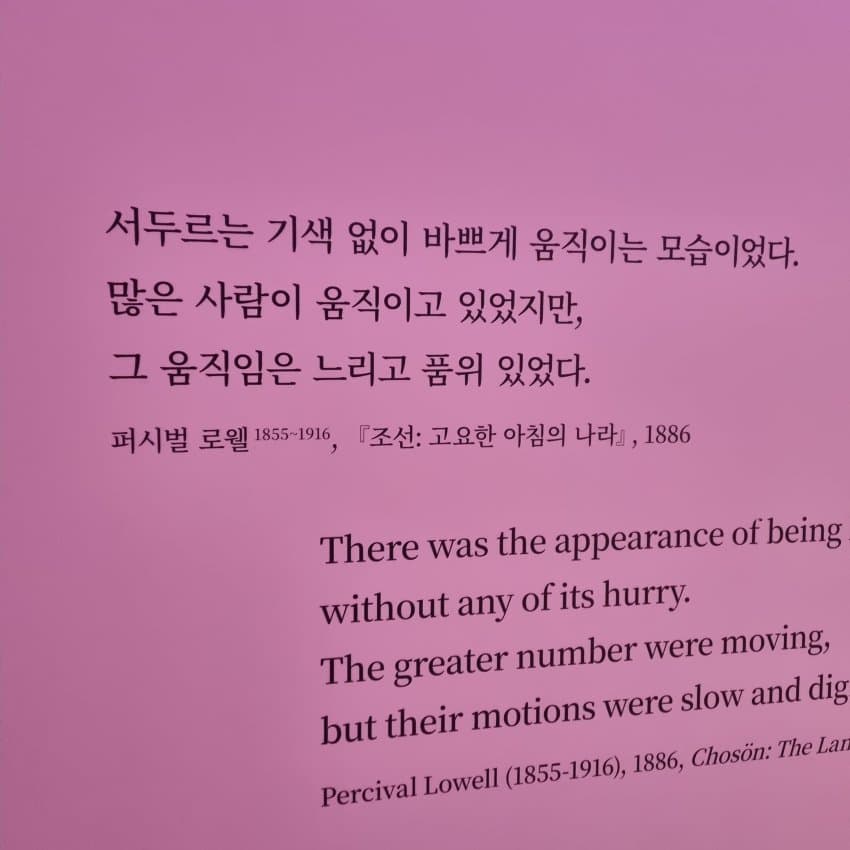 서두르는 기색 없이 바쁘게 움직이는 모습이었다.
많은 사람이 움직이고 있었지만,
그 움직임은 느리고 품위 있었다.
퍼시벌 로웰 1855~1916, 『조선: 고요한 아침의 나라』, 1886
There was the appearance of being
without any of its hurry.
The greater number were moving,
but their motions were slow and dig
Percival Lowell (1855-1916), 1886, Chosön: The Lan